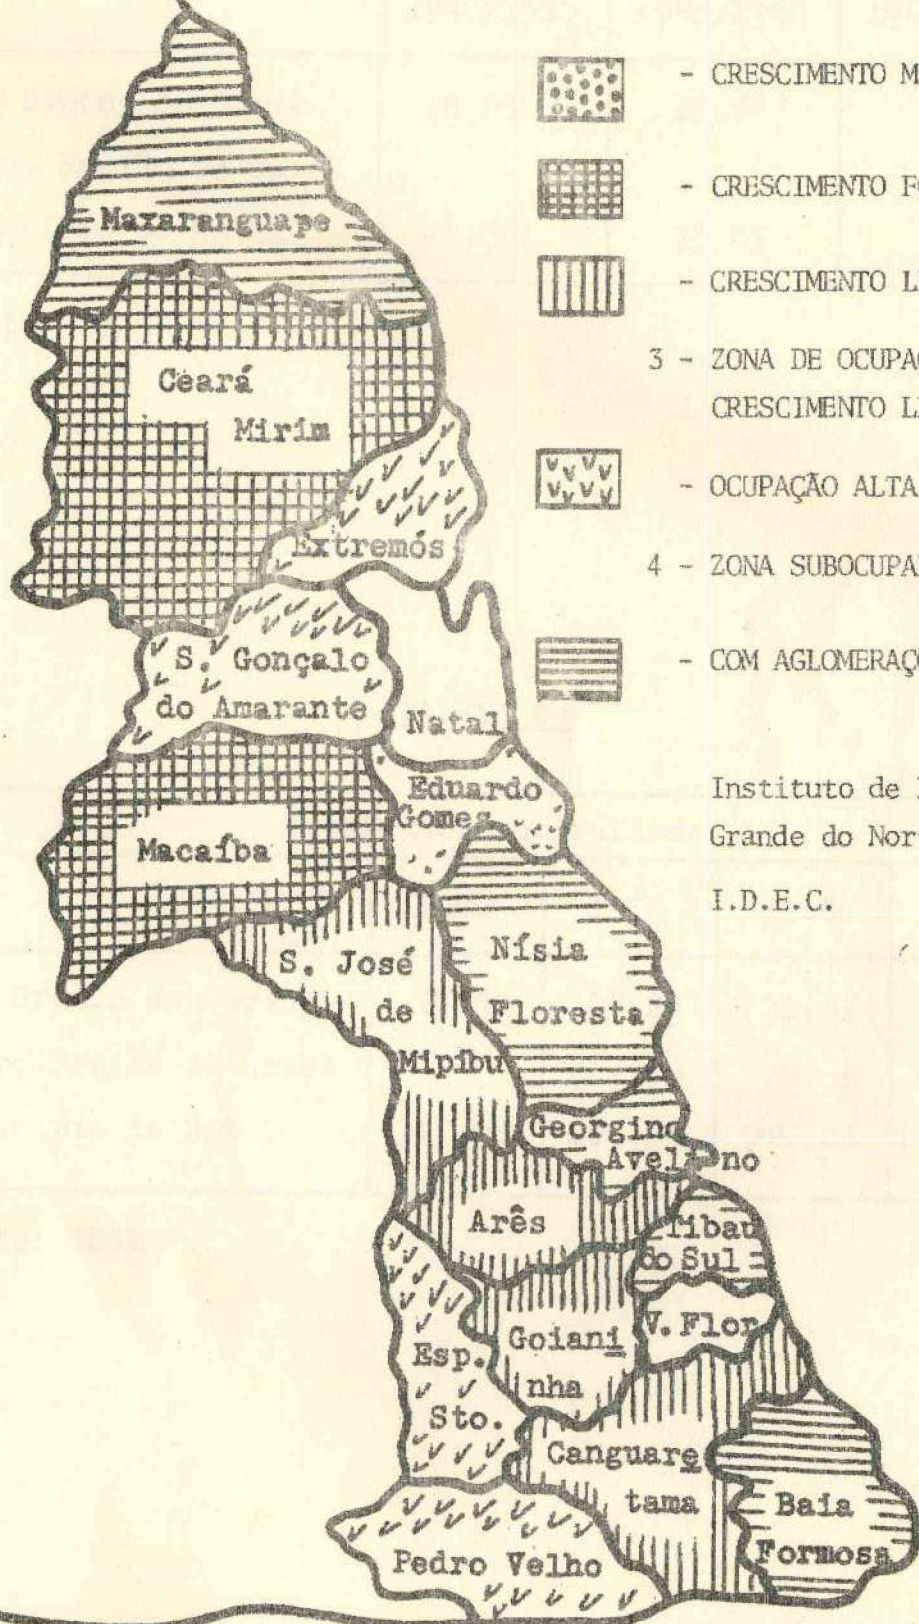 - CRESCIMENTO M
- CRESCIMENTO F
- CRESCIMENTO L
3 - ZONA DE OCUPA
CRESCIMENTO L
- OCUPAÇÃO ALTA
4 - ZONA SUBOCUPA
- COM AGLOMERAÇ
Instituto de
Grande do Nor
I.D.E.C.
Maxaranguape
Ceará
Mirim
Extremós
S. Gonçalo
do Amarante
Natal
Eduardo
Gomes
Macaíba
S. José
de
Mipibu
Nísia
Floresta
Georgino
Avelino
Arês
Tibau
do Sul
Goiani
nha
V. Flor
Esp.
Sto.
Canguare
tama
Baia
Formosa
Pedro Velho